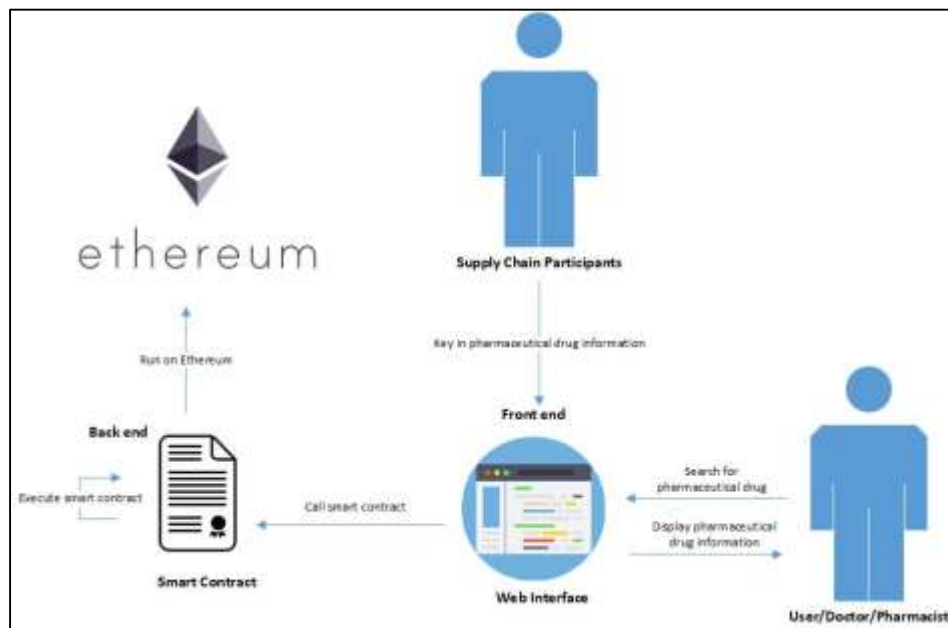 ethereum
Supply Chain Participants
Run on Ethereum
Key in pharmaceutical drug information
Front end
Back end
Execute smart contract
Call smart contract
Search for
pharmaceutical drug
Display pharmaceutical
drug information
Smart Contract
Web Interface
User/Doctor/Pharmacist